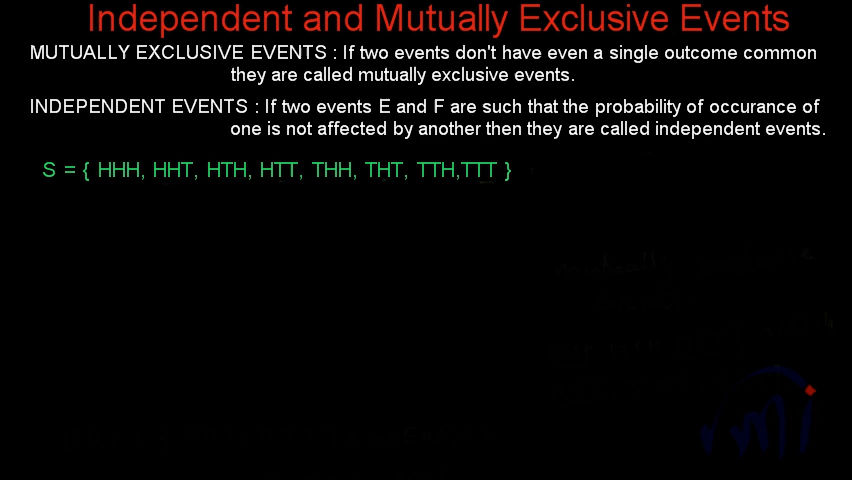 Independent and Mutually Exclusive Events
MUTUALLY EXCLUSIVE EVENTS : If two events don't have even a single outcome common
they are called mutually exclusive events.
INDEPENDENT EVENTS : If two events E and F are such that the probability of occurance of
one is not affected by another then they are called independent events.
S = { HHH, HHT, HTH, HTT, THH, THT, TTH,TTT }